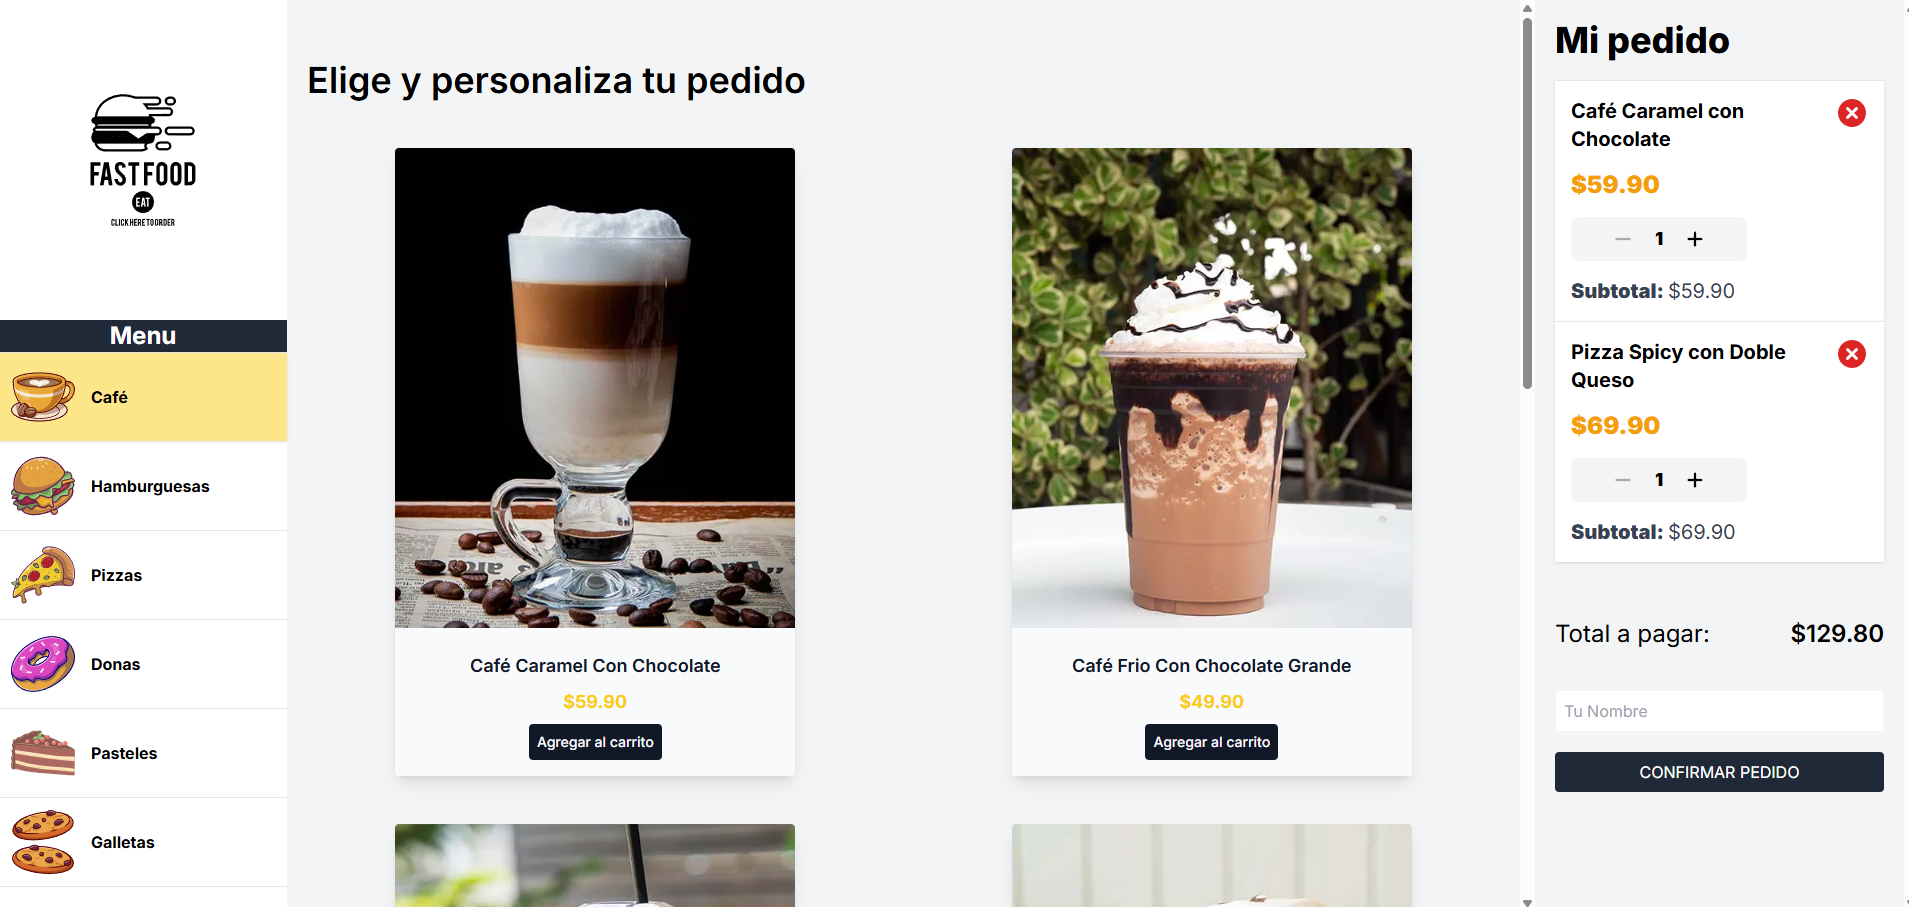 FAST FOOD
EAT
CLICK HERE TO ORDER
Menu
Café
Hamburguesas
Pizzas
Donas
Pasteles
Galletas
Elige y personaliza tu pedido
Café Caramel Con Chocolate
$59.90
Agregar al carrito
Café Frio Con Chocolate Grande
$49.90
Agregar al carrito
Mi pedido
Café Caramel con
Chocolate
$59.90
1
Subtotal: $59.90
Pizza Spicy con Doble
Queso
$69.90
1
Subtotal: $69.90
Total a pagar: $129.80
Tu Nombre
CONFIRMAR PEDIDO